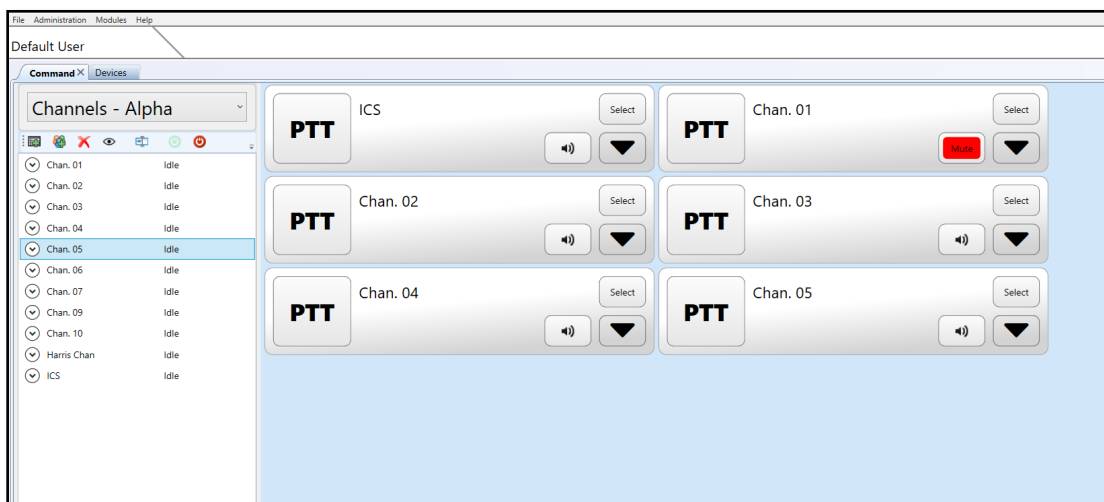 File Administration Modules Help
Default User
Command Devices
Channels - Alpha
Chan. 01 Idle
Chan. 02 Idle
Chan. 03 Idle
Chan. 04 Idle
Chan. 05 Idle
Chan. 06 Idle
Chan. 07 Idle
Chan. 09 Idle
Chan. 10 Idle
Harris Chan Idle
ICS Idle
PTT
ICS
Select
PTT
Chan. 01
Select
Mute
PTT
Chan. 02
Select
PTT
Chan. 03
Select
PTT
Chan. 04
Select
PTT
Chan. 05
Select